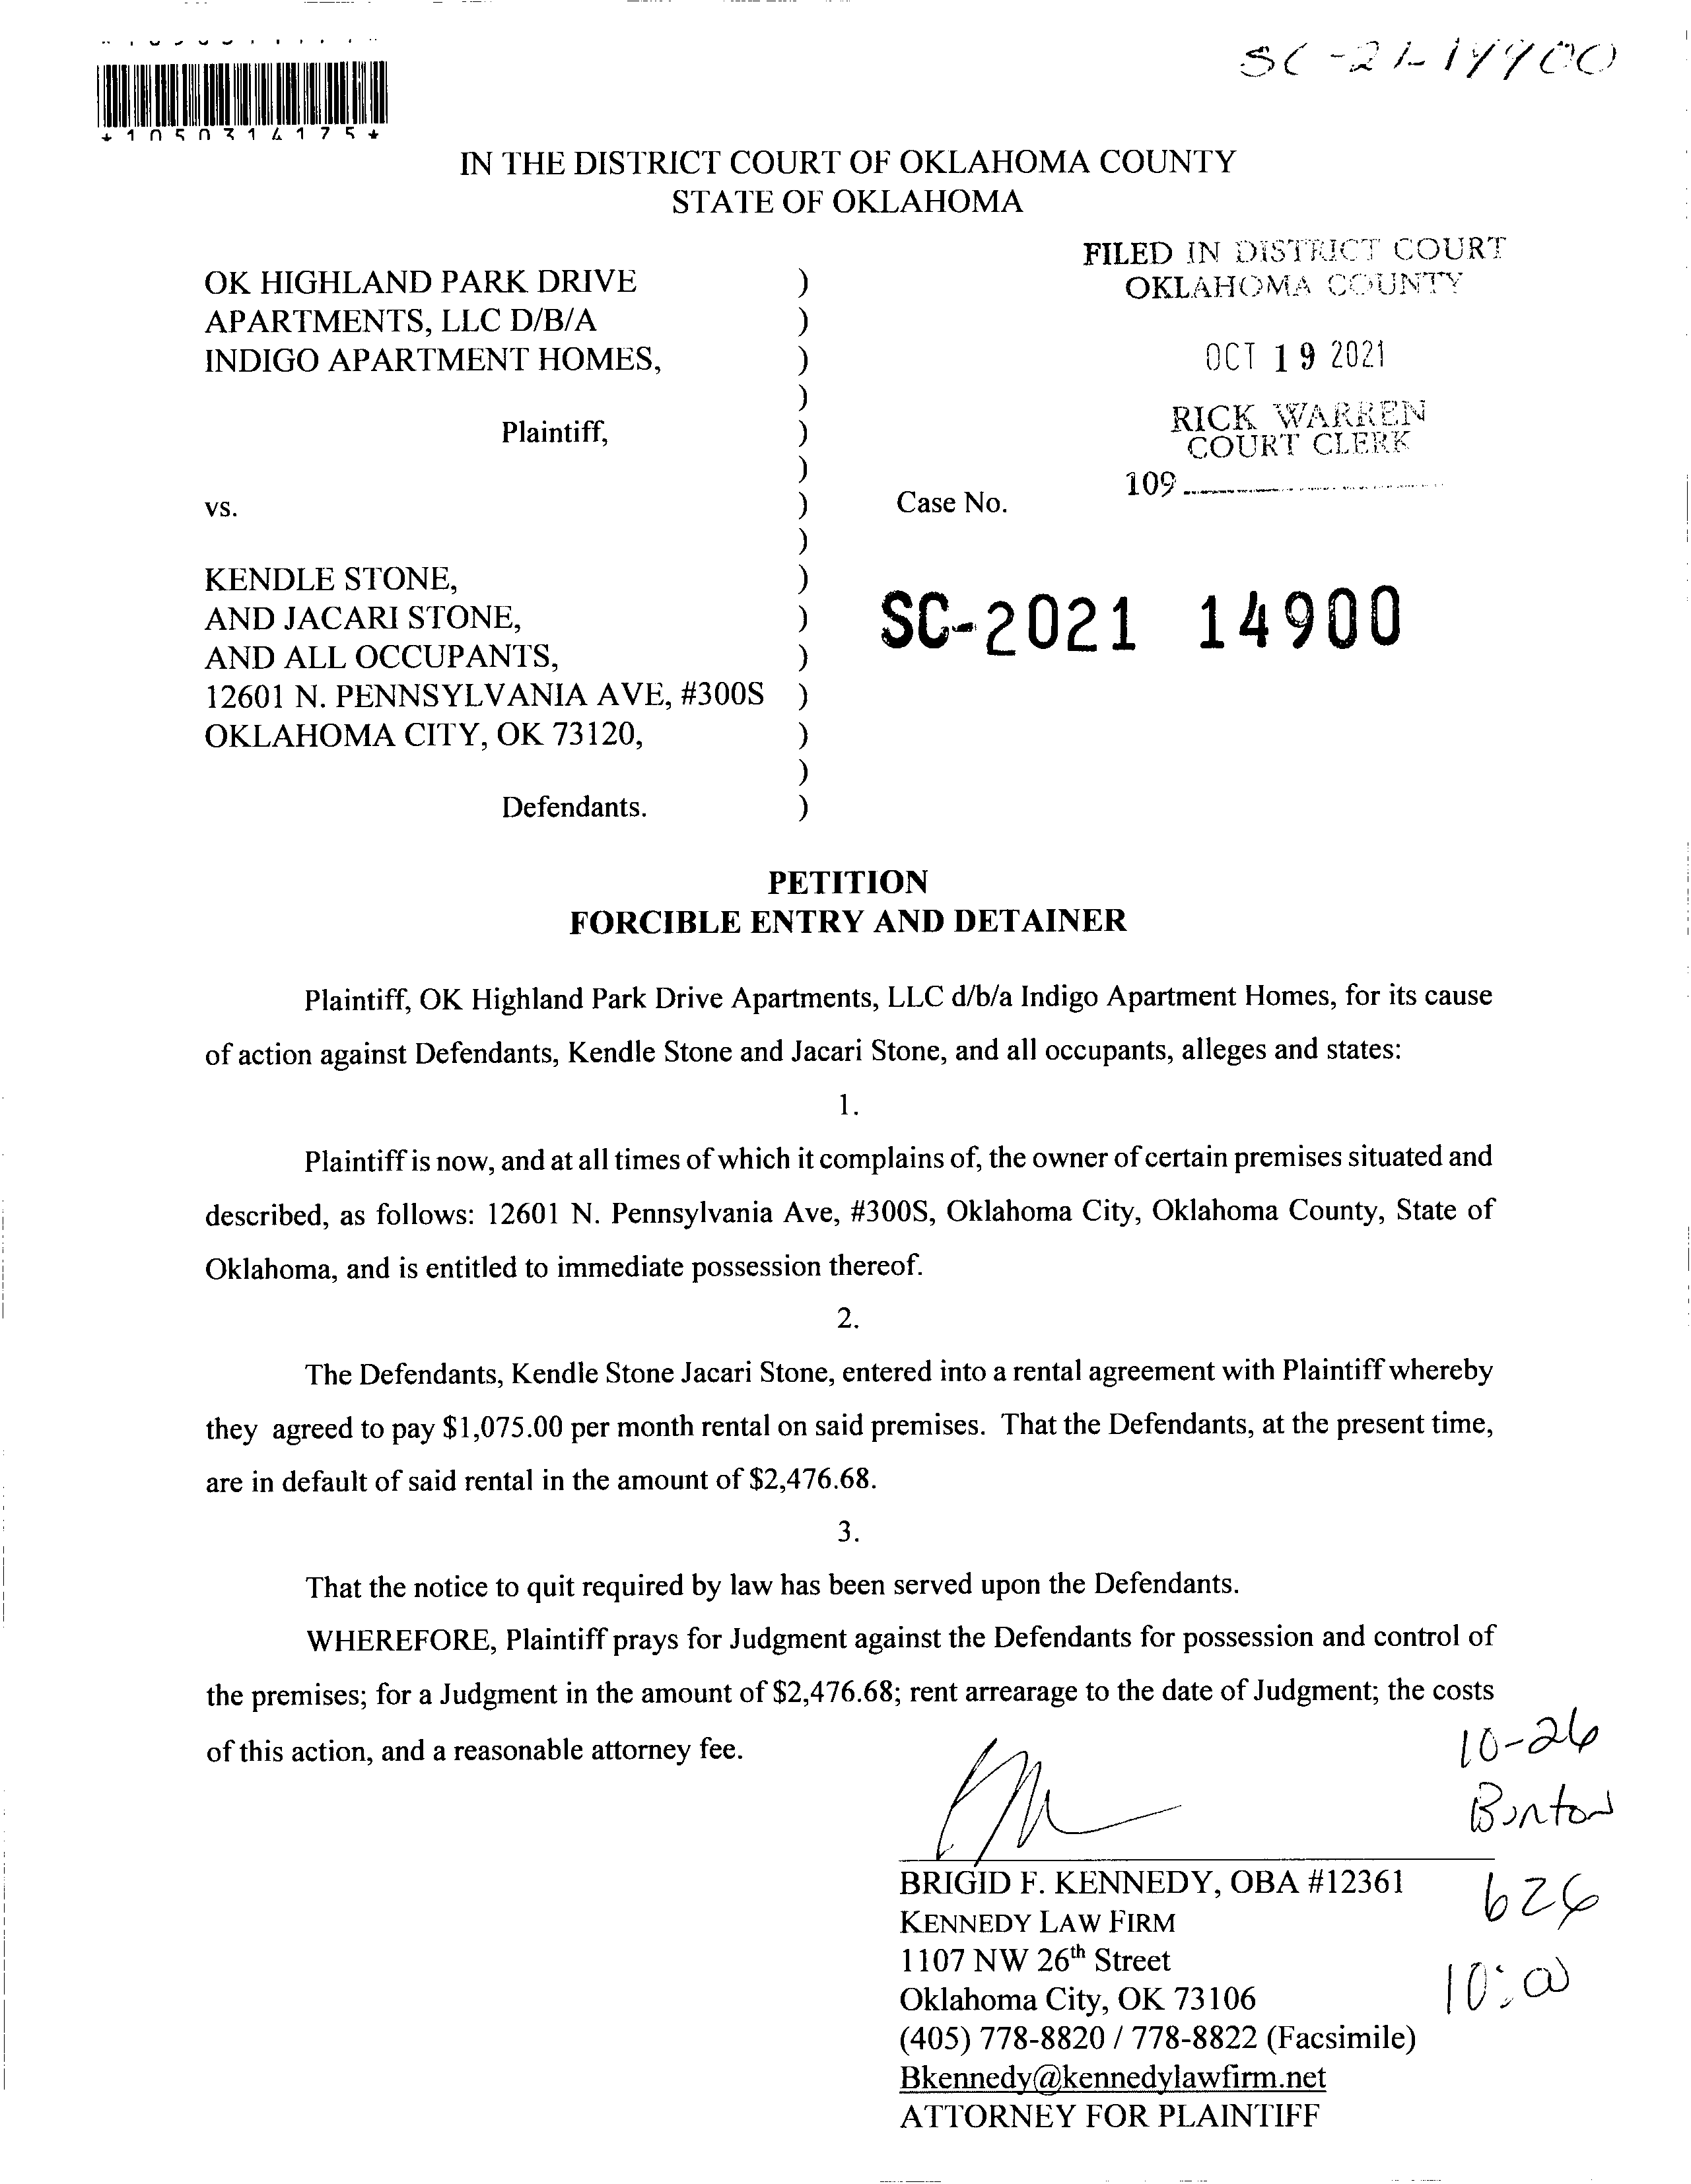 SC-21-14900
*1050314175*
IN THE DISTRICT COURT OF OKLAHOMA COUNTY
STATE OF OKLAHOMA
FILED IN DISTRICT COURT
OKLAHOMA COUNTY
OCT 19 2021
RICK WARREN
COURT CLERK
109
OK HIGHLAND PARK DRIVE )
APARTMENTS, LLC D/B/A )
INDIGO APARTMENT HOMES, )
)
Plaintiff, )
)
vs. ) Case No.
)
KENDLE STONE, )
AND JACARI STONE, ) SC-2021 14900
AND ALL OCCUPANTS, )
12601 N. PENNSYLVANIA AVE, #300S )
OKLAHOMA CITY, OK 73120, )
)
Defendants. )
PETITION
FORCIBLE ENTRY AND DETAINER
Plaintiff, OK Highland Park Drive Apartments, LLC d/b/a Indigo Apartment Homes, for its cause
of action against Defendants, Kendle Stone and Jacari Stone, and all occupants, alleges and states:
1.
Plaintiff is now, and at all times of which it complains of, the owner of certain premises situated and
described, as follows: 12601 N. Pennsylvania Ave, #300S, Oklahoma City, Oklahoma County, State of
Oklahoma, and is entitled to immediate possession thereof.
2.
The Defendants, Kendle Stone Jacari Stone, entered into a rental agreement with Plaintiff whereby
they agreed to pay $1,075.00 per month rental on said premises. That the Defendants, at the present time,
are in default of said rental in the amount of $2,476.68.
3.
That the notice to quit required by law has been served upon the Defendants.
WHEREFORE, Plaintiff prays for Judgment against the Defendants for possession and control of
the premises; for a Judgment in the amount of $2,476.68; rent arrearage to the date of Judgment; the costs
of this action, and a reasonable attorney fee.
10-26
626
10:00
BRIGID F. KENNEDY, OBA #12361
KENNEDY LAW FIRM
1107 NW 26th Street
Oklahoma City, OK 73106
(405) 778-8820 / 778-8822 (Facsimile)
Bkennedy@kennedylawfirm.net
ATTORNEY FOR PLAINTIFF